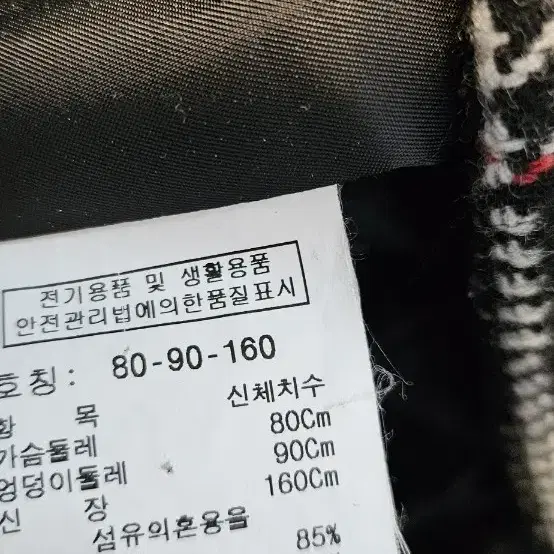 전기용품 및 생활용품
안전관리법에의한품질표시
호칭: 80-90-160
항 목 신체치수
가슴둘레 80Cm
엉덩이둘레 90Cm
신 장 160Cm
섬유의혼용율
85%